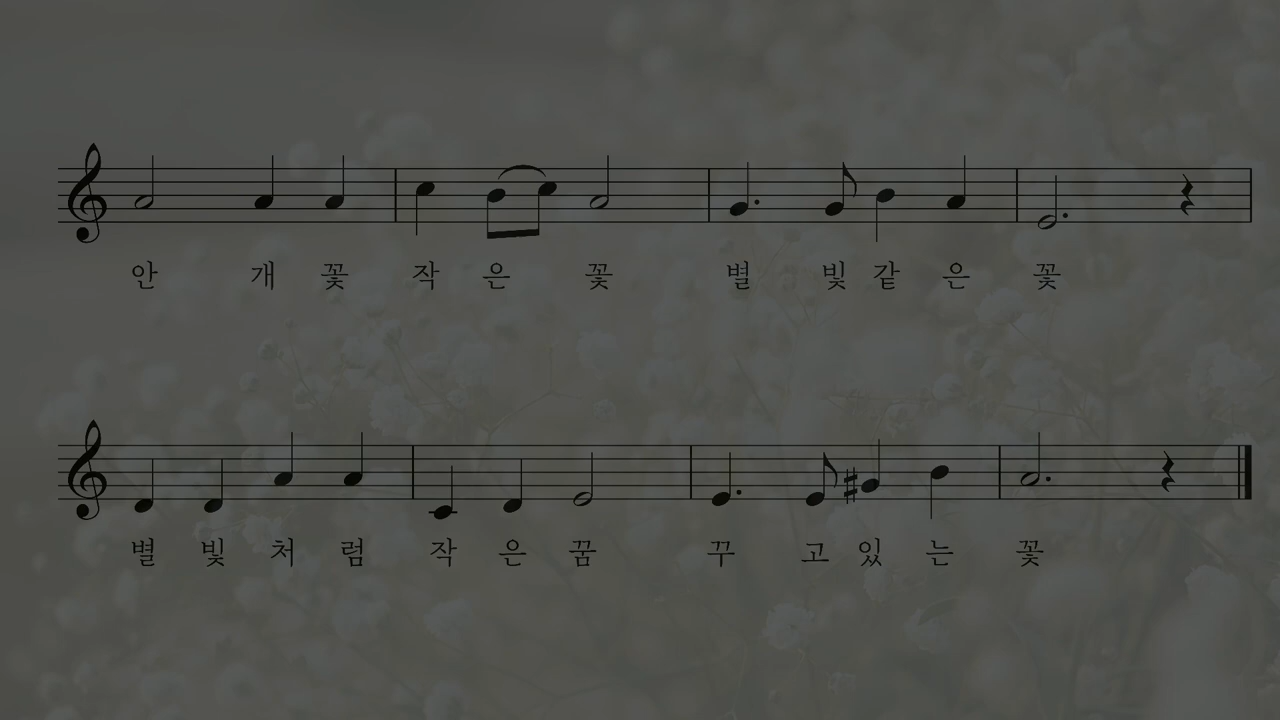 안 개 꽃 작 은 꽃 별 빛 같 은 꽃
별 빛 처 럼 작 은 꿈 꾸 고 있 는 꽃